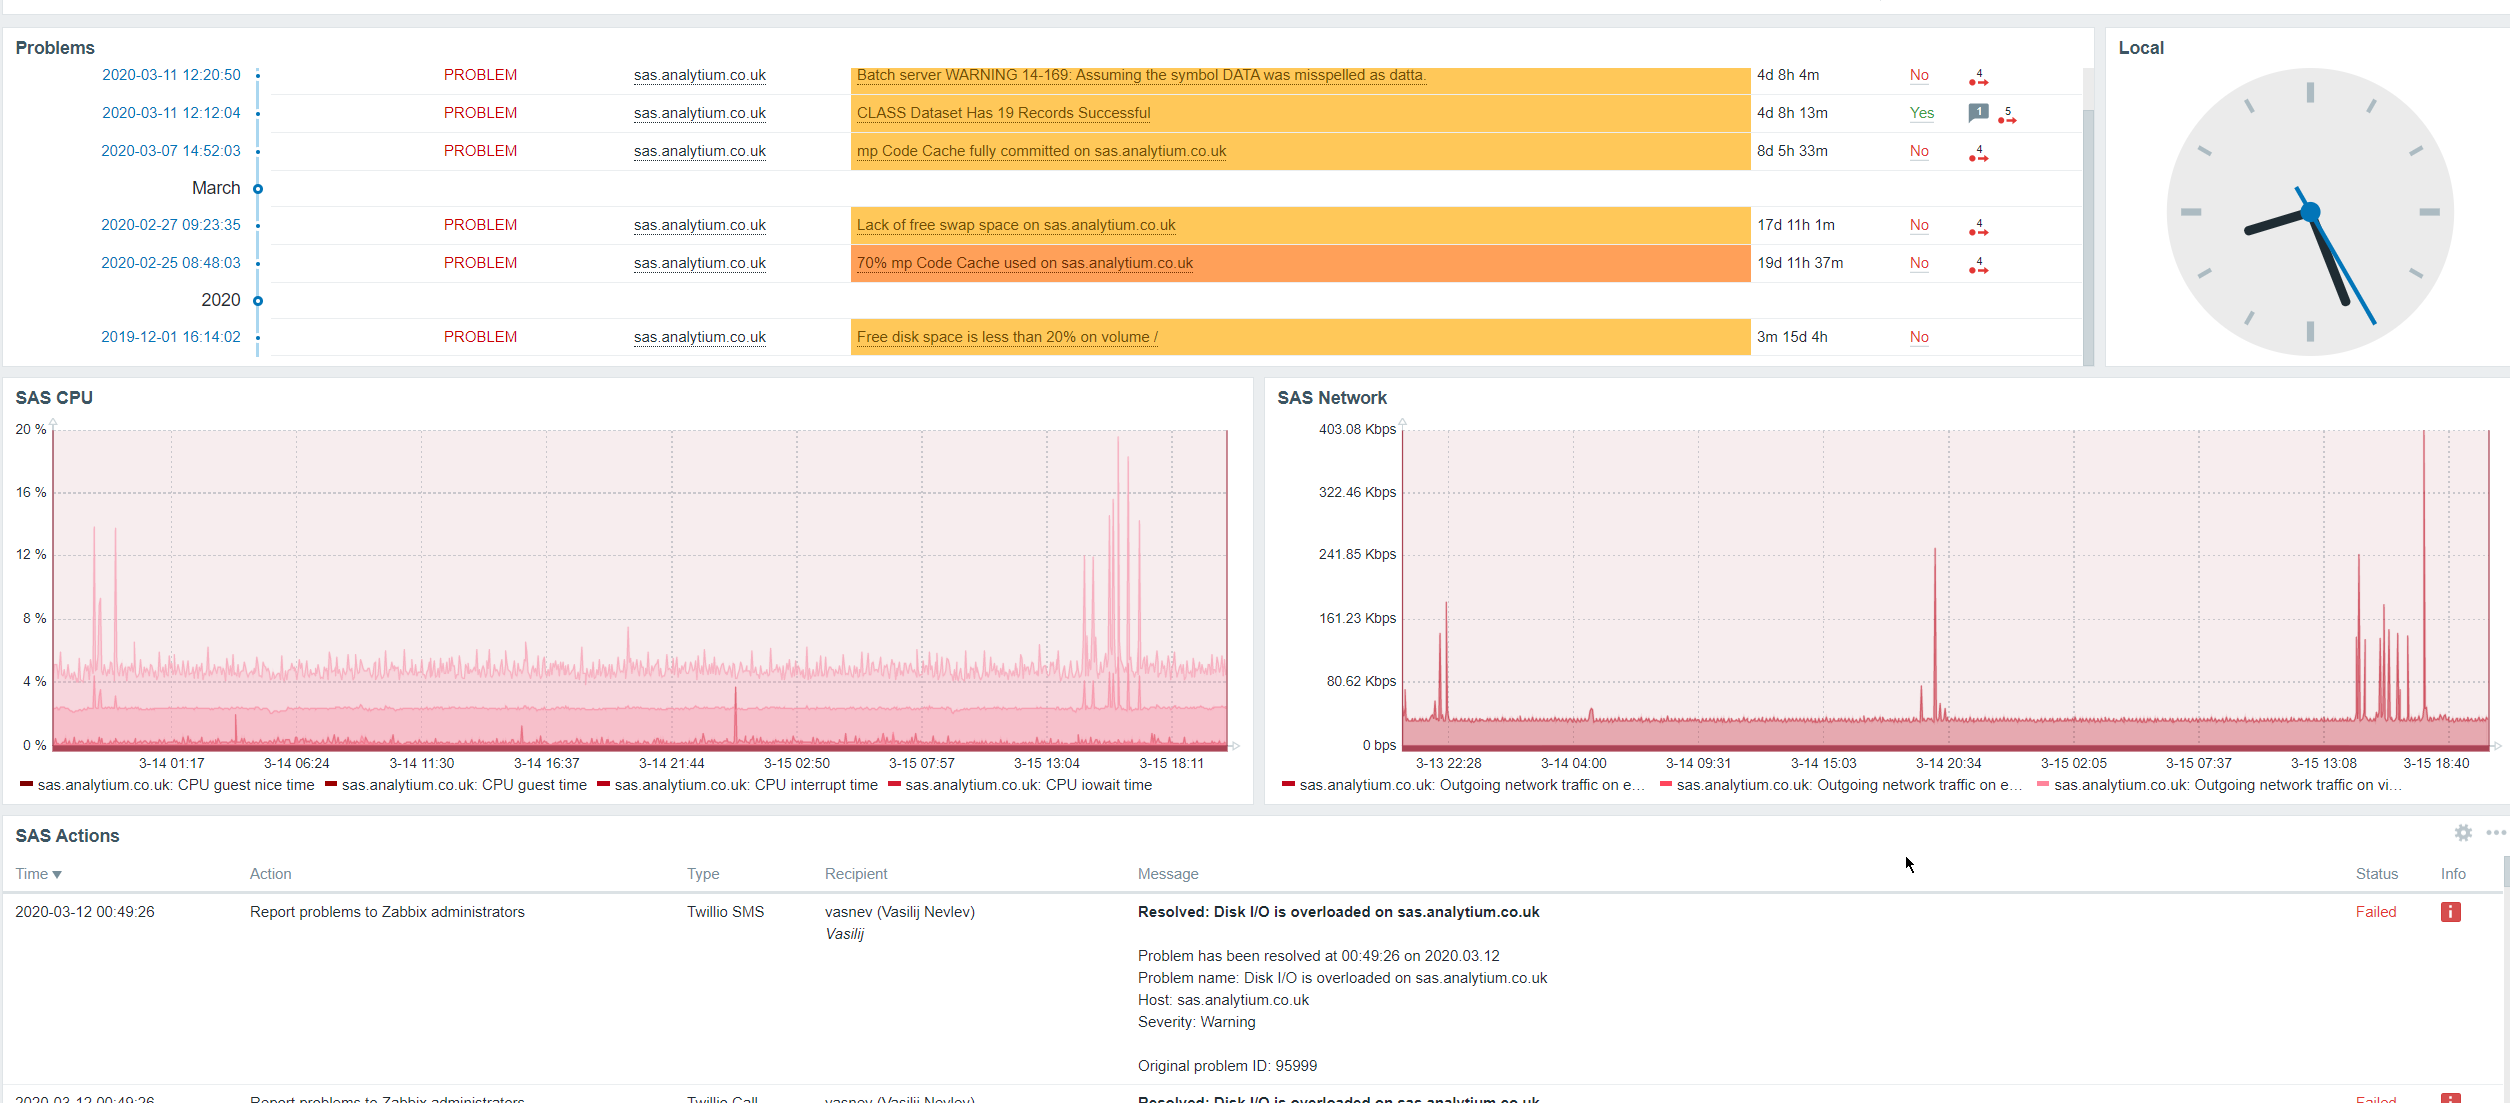 Problems
2020-03-11 12:20:50 PROBLEM sas.analytium.co.uk Batch server WARNING 14-169: Assuming the symbol DATA was misspelled as datta. 4d 8h 4m No 4
2020-03-11 12:12:04 PROBLEM sas.analytium.co.uk CLASS Dataset Has 19 Records Successful 4d 8h 13m Yes 1 5
2020-03-07 14:52:03 PROBLEM sas.analytium.co.uk mp Code Cache fully committed on sas.analytium.co.uk 8d 5h 33m No 4
March
2020-02-27 09:23:35 PROBLEM sas.analytium.co.uk Lack of free swap space on sas.analytium.co.uk 17d 11h 1m No 4
2020-02-25 08:48:03 PROBLEM sas.analytium.co.uk 70% mp Code Cache used on sas.analytium.co.uk 19d 11h 37m No 4
2020
2019-12-01 16:14:02 PROBLEM sas.analytium.co.uk Free disk space is less than 20% on volume / 3m 15d 4h No
Local
SAS CPU
20 %
16 %
12 %
8 %
4 %
0 %
3-14 01:17 3-14 06:24 3-14 11:30 3-14 16:37 3-14 21:44 3-15 02:50 3-15 07:57 3-15 13:04 3-15 18:11
sas.analytium.co.uk: CPU guest nice time sas.analytium.co.uk: CPU guest time sas.analytium.co.uk: CPU interrupt time sas.analytium.co.uk: CPU iowait time
SAS Network
403.08 Kbps
322.46 Kbps
241.85 Kbps
161.23 Kbps
80.62 Kbps
0 bps
3-13 22:28 3-14 04:00 3-14 09:31 3-14 15:03 3-14 20:34 3-15 02:05 3-15 07:37 3-15 13:08 3-15 18:40
sas.analytium.co.uk: Outgoing network traffic on e... sas.analytium.co.uk: Outgoing network traffic on e... sas.analytium.co.uk: Outgoing network traffic on vi...
SAS Actions
Time ▼ Action Type Recipient Message Status Info
2020-03-12 00:49:26 Report problems to Zabbix administrators Twillio SMS vasnev (Vasilij Nevlev) Resolved: Disk I/O is overloaded on sas.analytium.co.uk Failed i
Vasilij
Problem has been resolved at 00:49:26 on 2020.03.12
Problem name: Disk I/O is overloaded on sas.analytium.co.uk
Host: sas.analytium.co.uk
Severity: Warning
Original problem ID: 95999
2020-03-12 00:49:26 Report problems to Zabbix administrators Twillio Call vasnev (Vasilij Nevlev) Resolved: Disk I/O is overloaded on sas.analytium.co.uk Failed